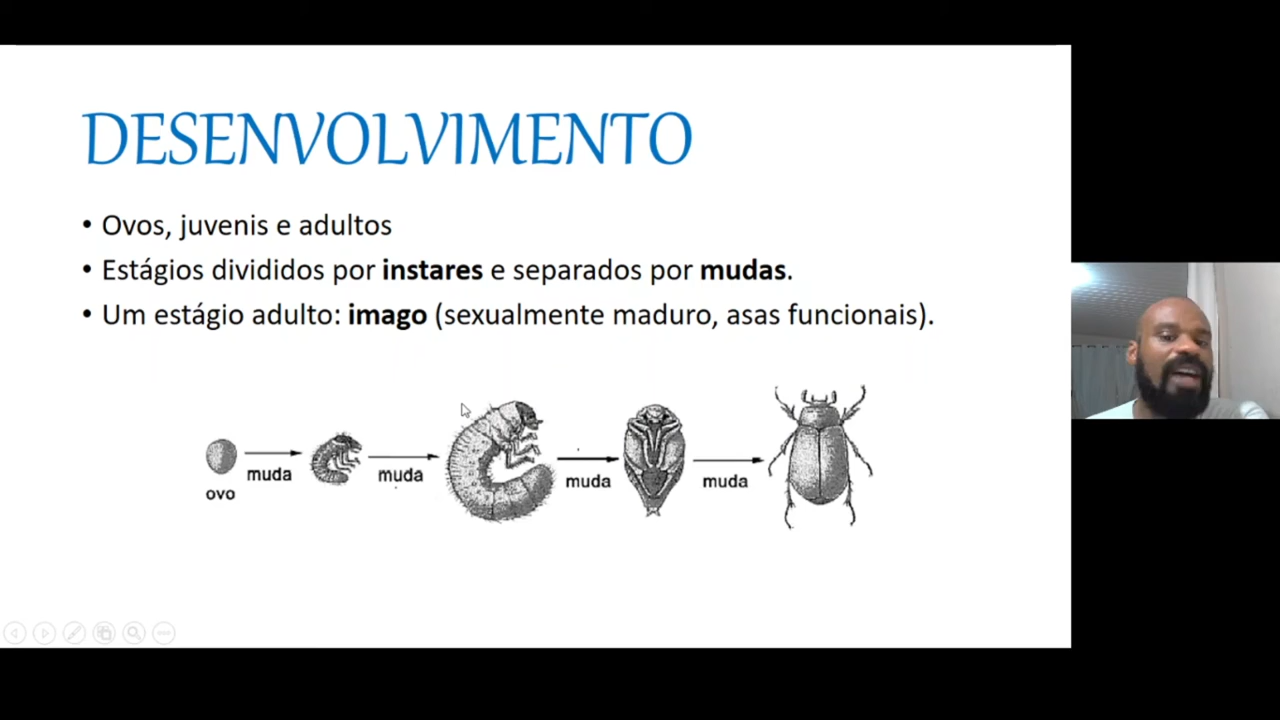 DESENVOLVIMENTO
• Ovos, juvenis e adultos
• Estágios divididos por instares e separados por mudas.
• Um estágio adulto: imago (sexualmente maduro, asas funcionais).
ovo
muda
muda
muda
muda